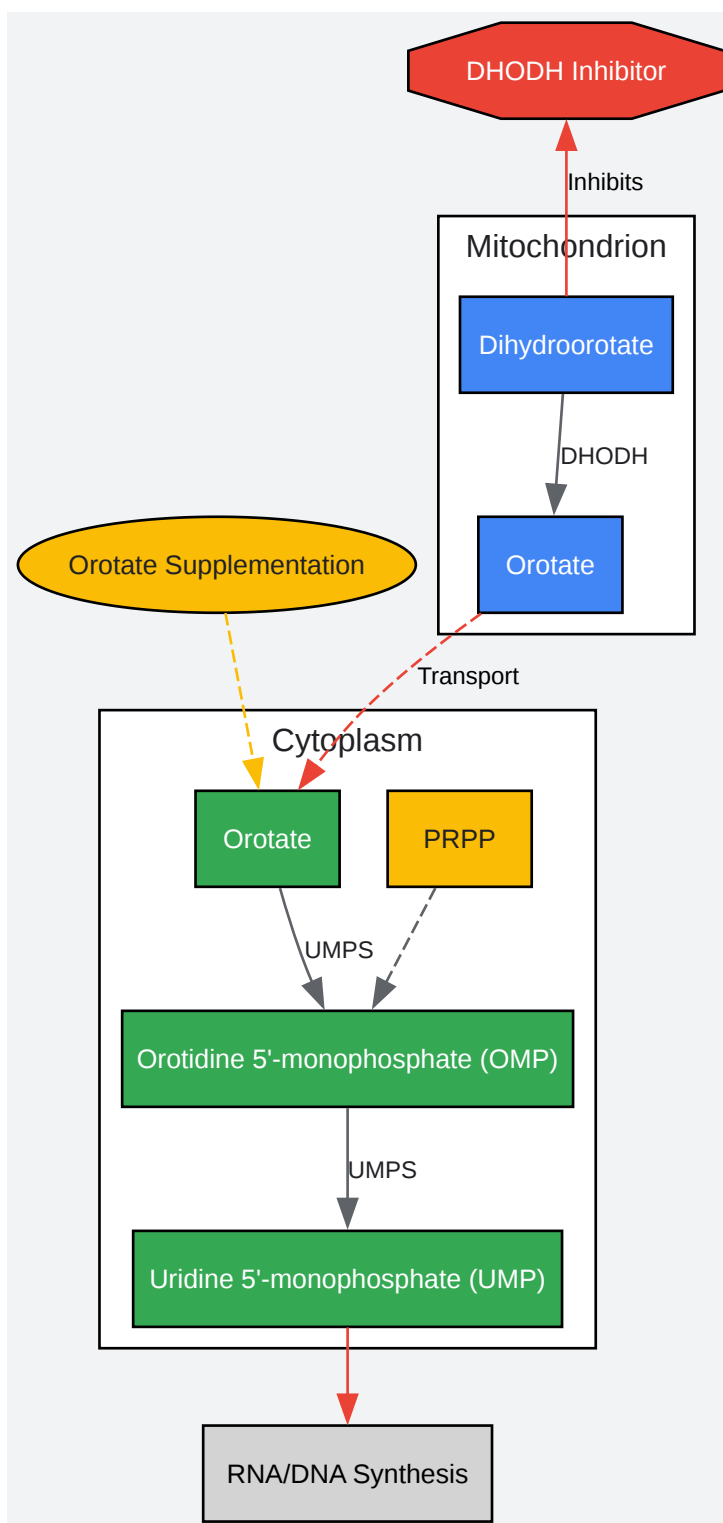 DHODH Inhibitor
Inhibits
Mitochondrion
Dihydroorotate
DHODH
Orotate Supplementation
Orotate
Transport
Cytoplasm
Orotate
PRPP
UMPS
Orotidine 5'-monophosphate (OMP)
UMPS
Uridine 5'-monophosphate (UMP)
RNA/DNA Synthesis